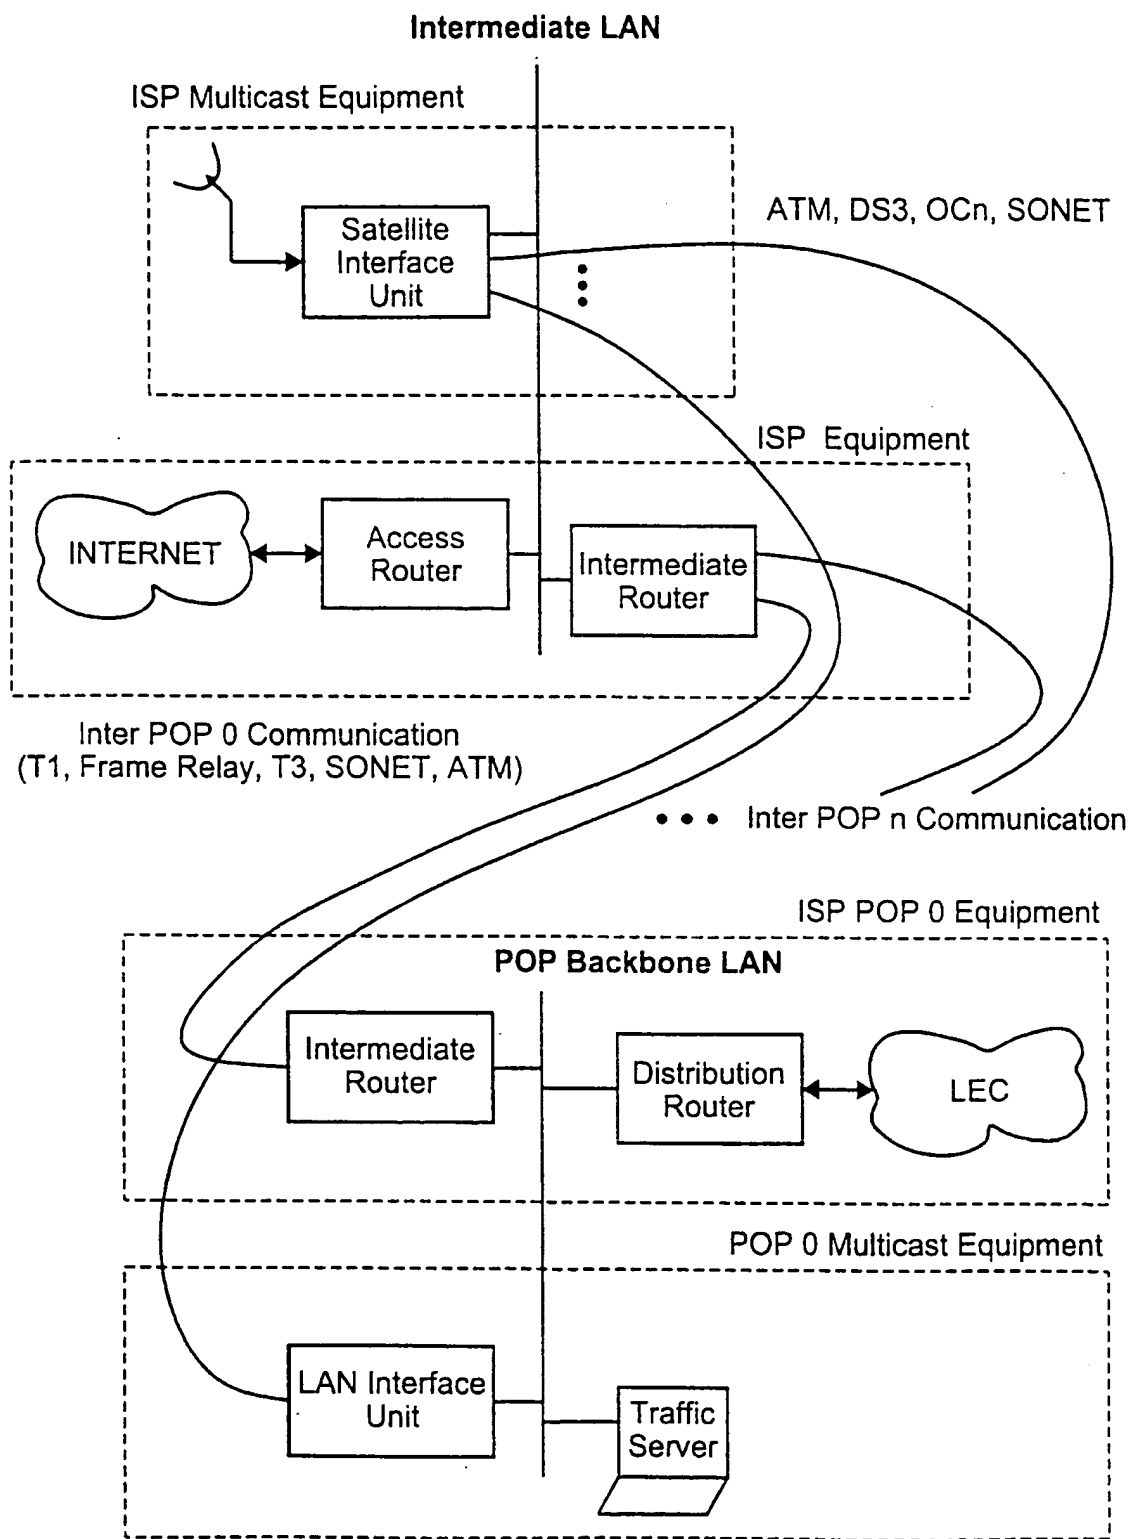 Intermediate LAN
ISP Multicast Equipment
ATM, DS3, OCn, SONET
Satellite
Interface
Unit
ISP Equipment
INTERNET
Access
Router
Intermediate
Router
Inter POP 0 Communication
(T1, Frame Relay, T3, SONET, ATM)
Inter POP n Communication
ISP POP 0 Equipment
POP Backbone LAN
Intermediate
Router
Distribution
Router
LEC
POP 0 Multicast Equipment
LAN Interface
Unit
Traffic
Server